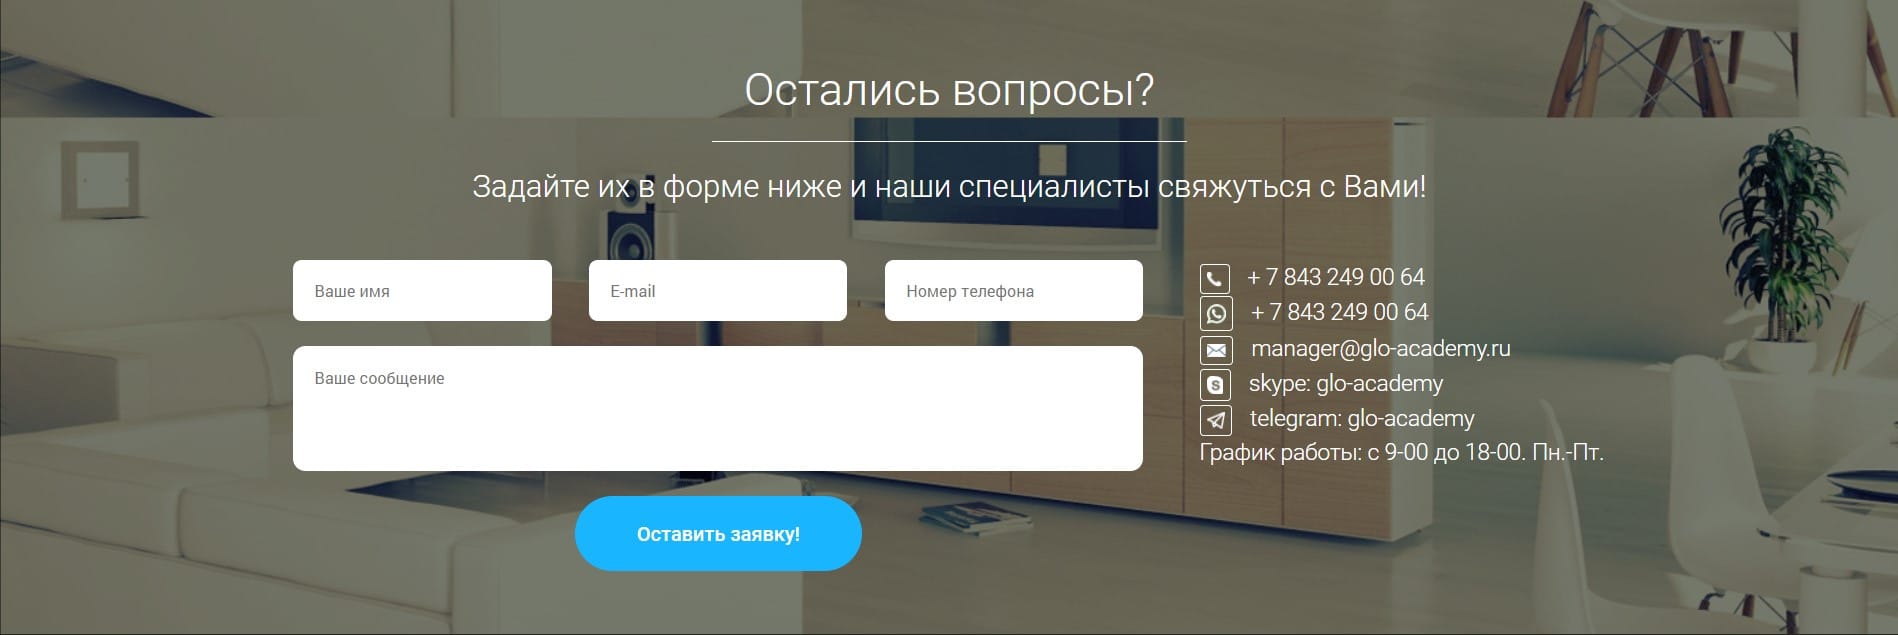 Остались вопросы?
Задайте их в форме ниже и наши специалисты свяжуться с Вами!
Ваше имя
E-mail
Номер телефона
Ваше сообщение
Оставить заявку!
+ 7 843 249 00 64
+ 7 843 249 00 64
manager@glo-academy.ru
skype: glo-academy
telegram: glo-academy
График работы: с 9-00 до 18-00. Пн.-Пт.